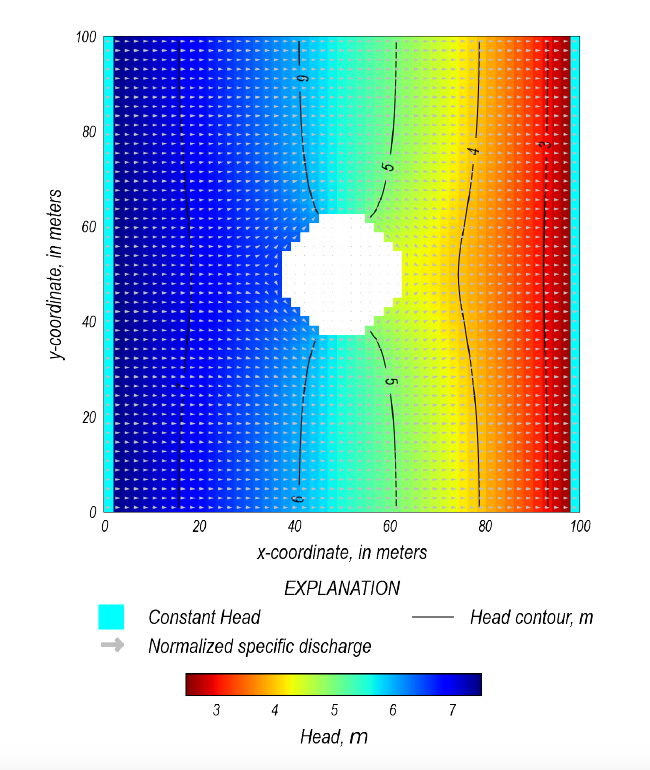 100
80
60
40
20
0
y-coordinate, in meters
6
5
4
3
7
5
6
0 20 40 60 80 100
x-coordinate, in meters
EXPLANATION
Constant Head
Head contour, m
Normalized specific discharge
3 4 5 6 7
Head, m